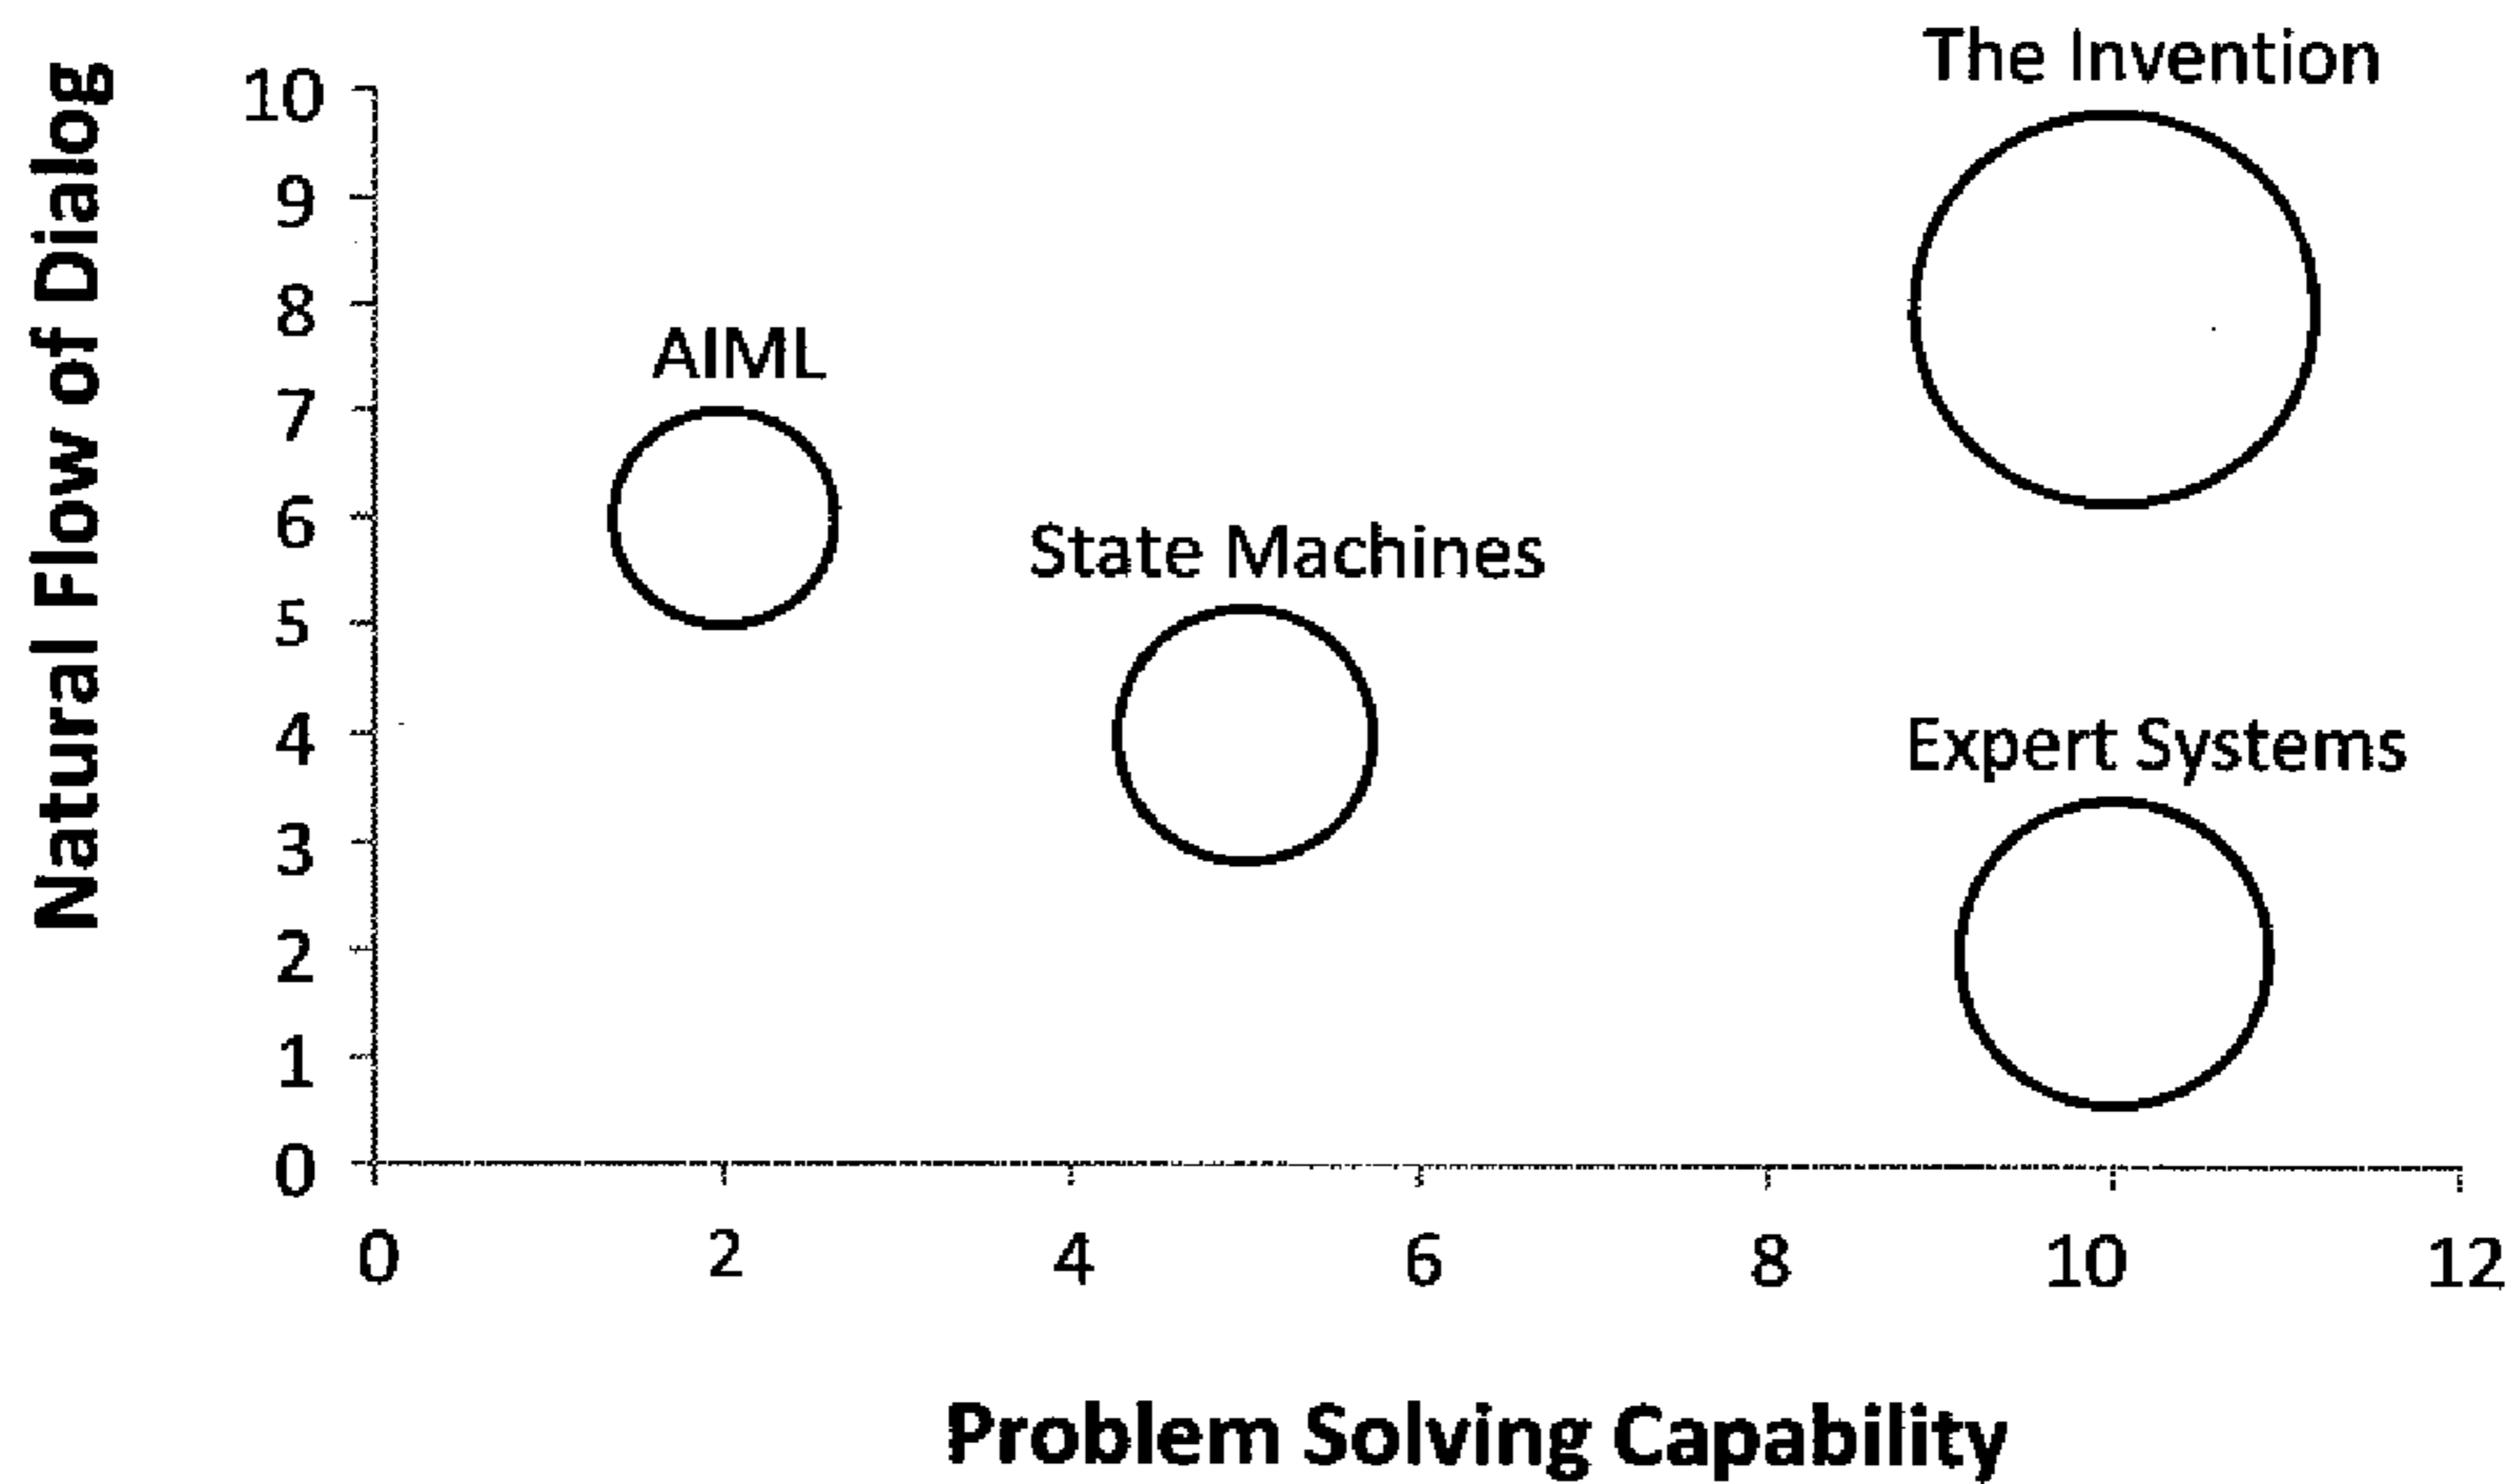 Natural Flow of Dialog
10
9
8
7
6
5
4
3
2
1
0
The Invention
AIML
State Machines
Expert Systems
0 2 4 6 8 10 12
Problem Solving Capability